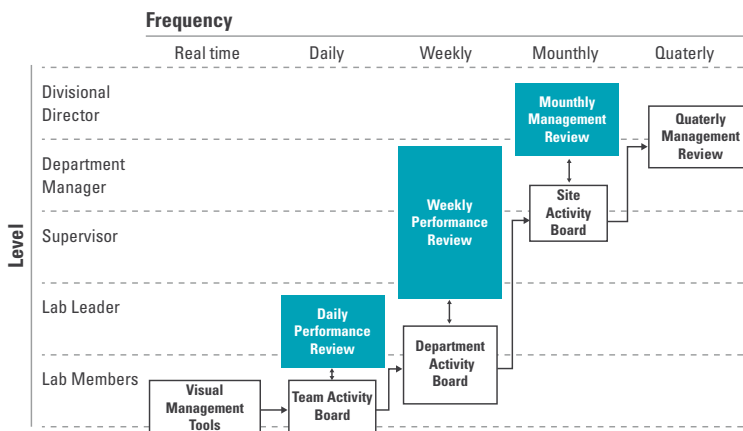 Frequency
Real time
Daily
Weekly
Mounthly
Quaterly
Level
Divisional
Director
Department
Manager
Supervisor
Lab Leader
Lab Members
Mounthly
Management
Review
Quaterly
Management
Review
Weekly
Performance
Review
Site
Activity
Board
Daily
Performance
Review
Department
Activity
Board
Visual
Management
Tools
Team Activity
Board